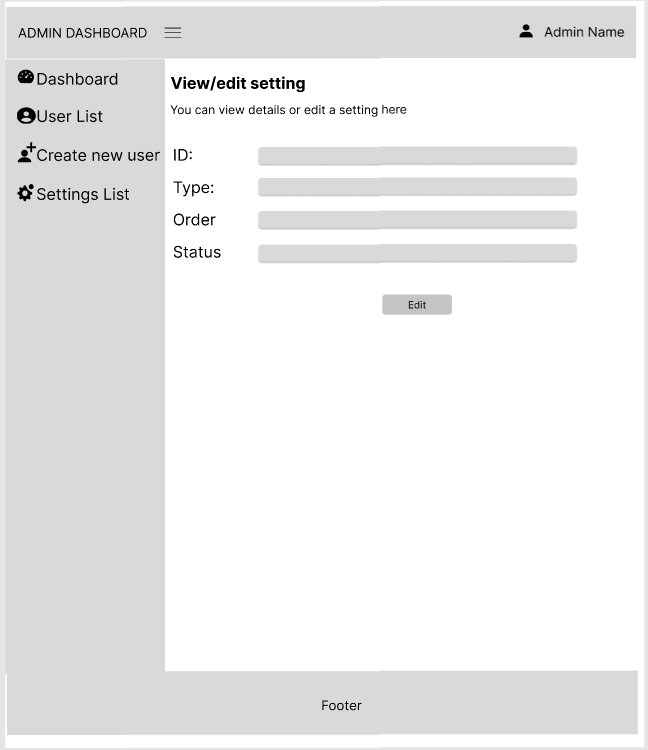 ADMIN DASHBOARD
Admin Name
Dashboard
User List
Create new user
Settings List
View/edit setting
You can view details or edit a setting here
ID:
Type:
Order
Status
Edit
Footer